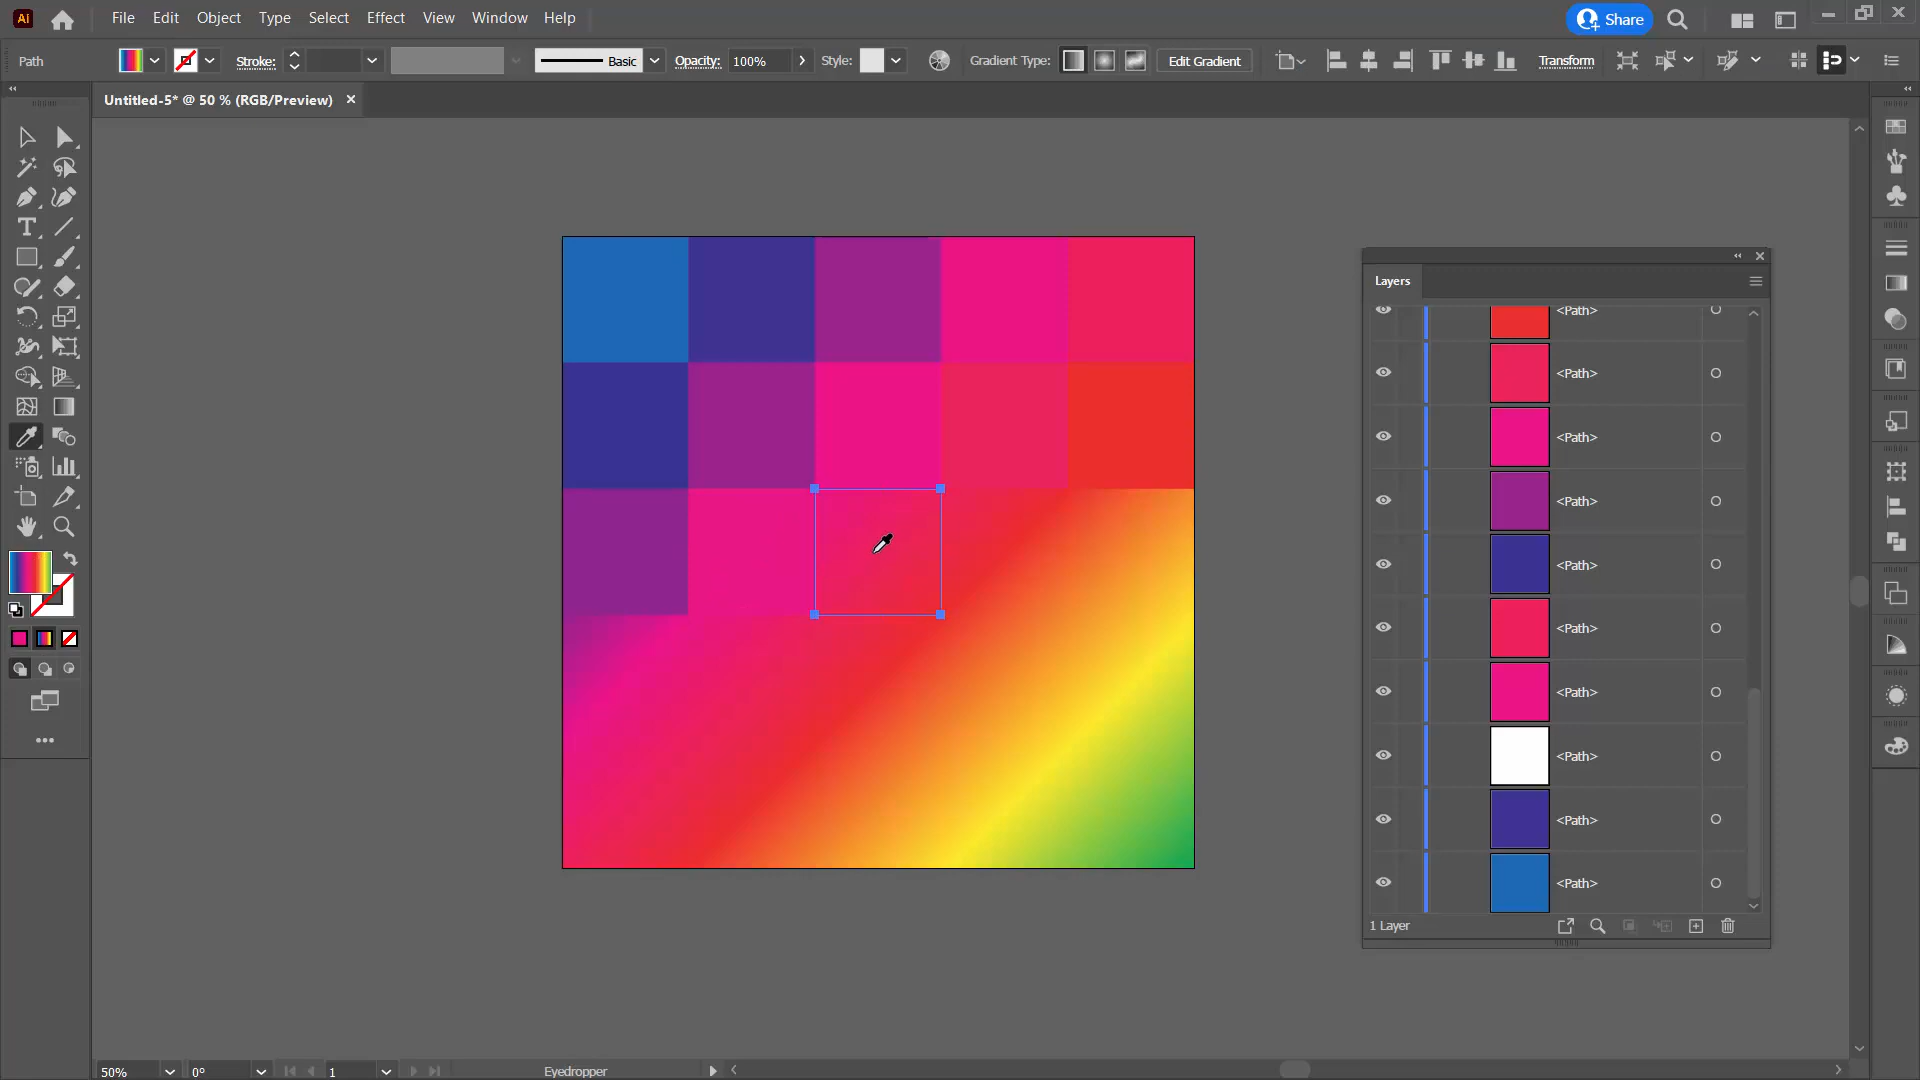 Ai File Edit Object Type Select Effect View Window Help Share
Path Stroke: Basic Opacity: 100% Style: Gradient Type: Edit Gradient Transform
Untitled-5* @ 50 % (RGB/Preview)
Layers
<Path>
<Path>
<Path>
<Path>
<Path>
<Path>
<Path>
<Path>
<Path>
<Path>
1 Layer
50% 0° 1 Eyedropper